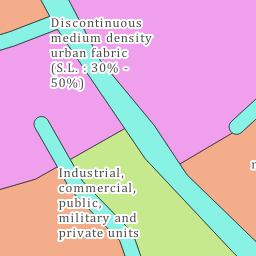 Discontinuous
medium density
urban fabric
(S.L. : 30% -
50%)
Industrial,
commercial,
public,
military and
private units